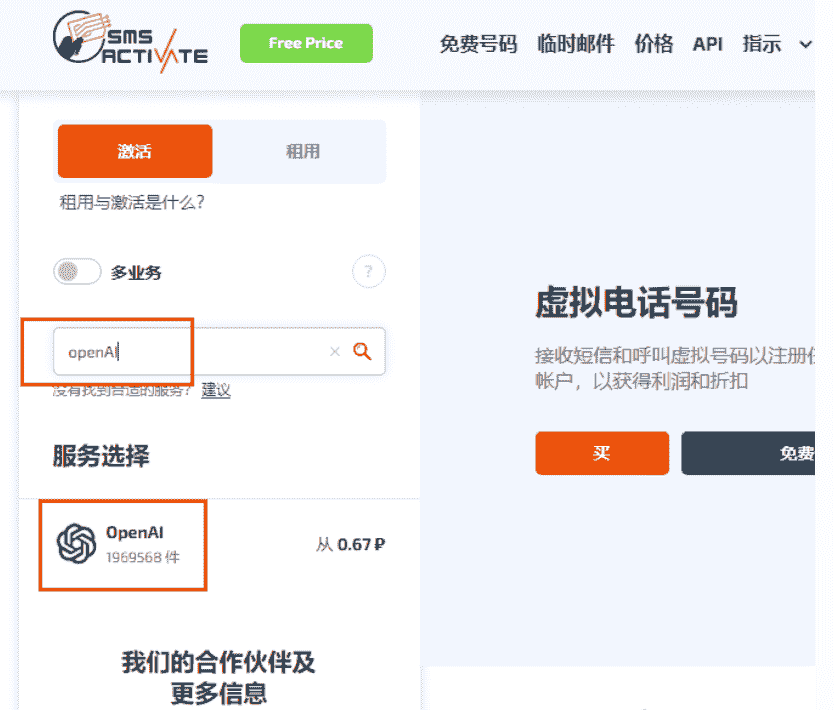 SMS
ACTIVATE
Free Price
免费号码 临时邮件 价格 API 指示
激活 租用
租用与激活是什么?
多业务
?
openAI
没有找到合适的服务? 建议
服务选择
OpenAI
1969568 件
从 0.67 ₽
我们的合作伙伴及
更多信息
虚拟电话号码
接收短信和呼叫虚拟号码以注册
帐户，以获得利润和折扣
买 免费